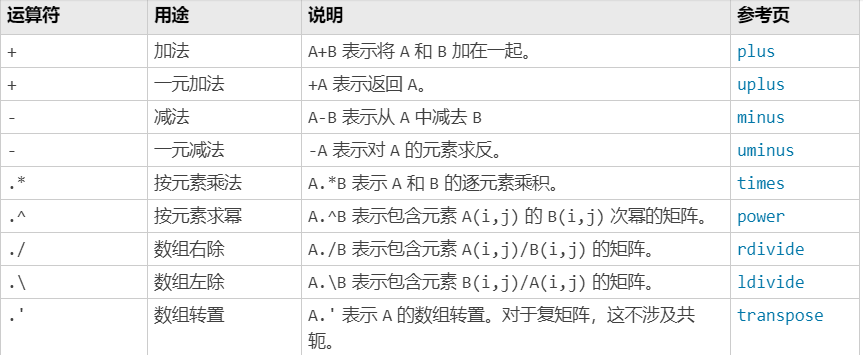 运算符 用途 说明 参考页
+ 加法 A+B 表示将 A 和 B 加在一起。 plus
+ 一元加法 +A 表示返回 A。 uplus
- 减法 A-B 表示从 A 中减去 B minus
- 一元减法 -A 表示对 A 的元素求反。 uminus
.* 按元素乘法 A.*B 表示 A 和 B 的逐元素乘积。 times
.^ 按元素求幂 A.^B 表示包含元素 A(i,j) 的 B(i,j) 次幂的矩阵。 power
./ 数组右除 A./B 表示包含元素 A(i,j)/B(i,j) 的矩阵。 rdivide
.\ 数组左除 A.\B 表示包含元素 B(i,j)/A(i,j) 的矩阵。 ldivide
.' 数组转置 A.' 表示 A 的数组转置。对于复矩阵，这不涉及共 transpose
轭。